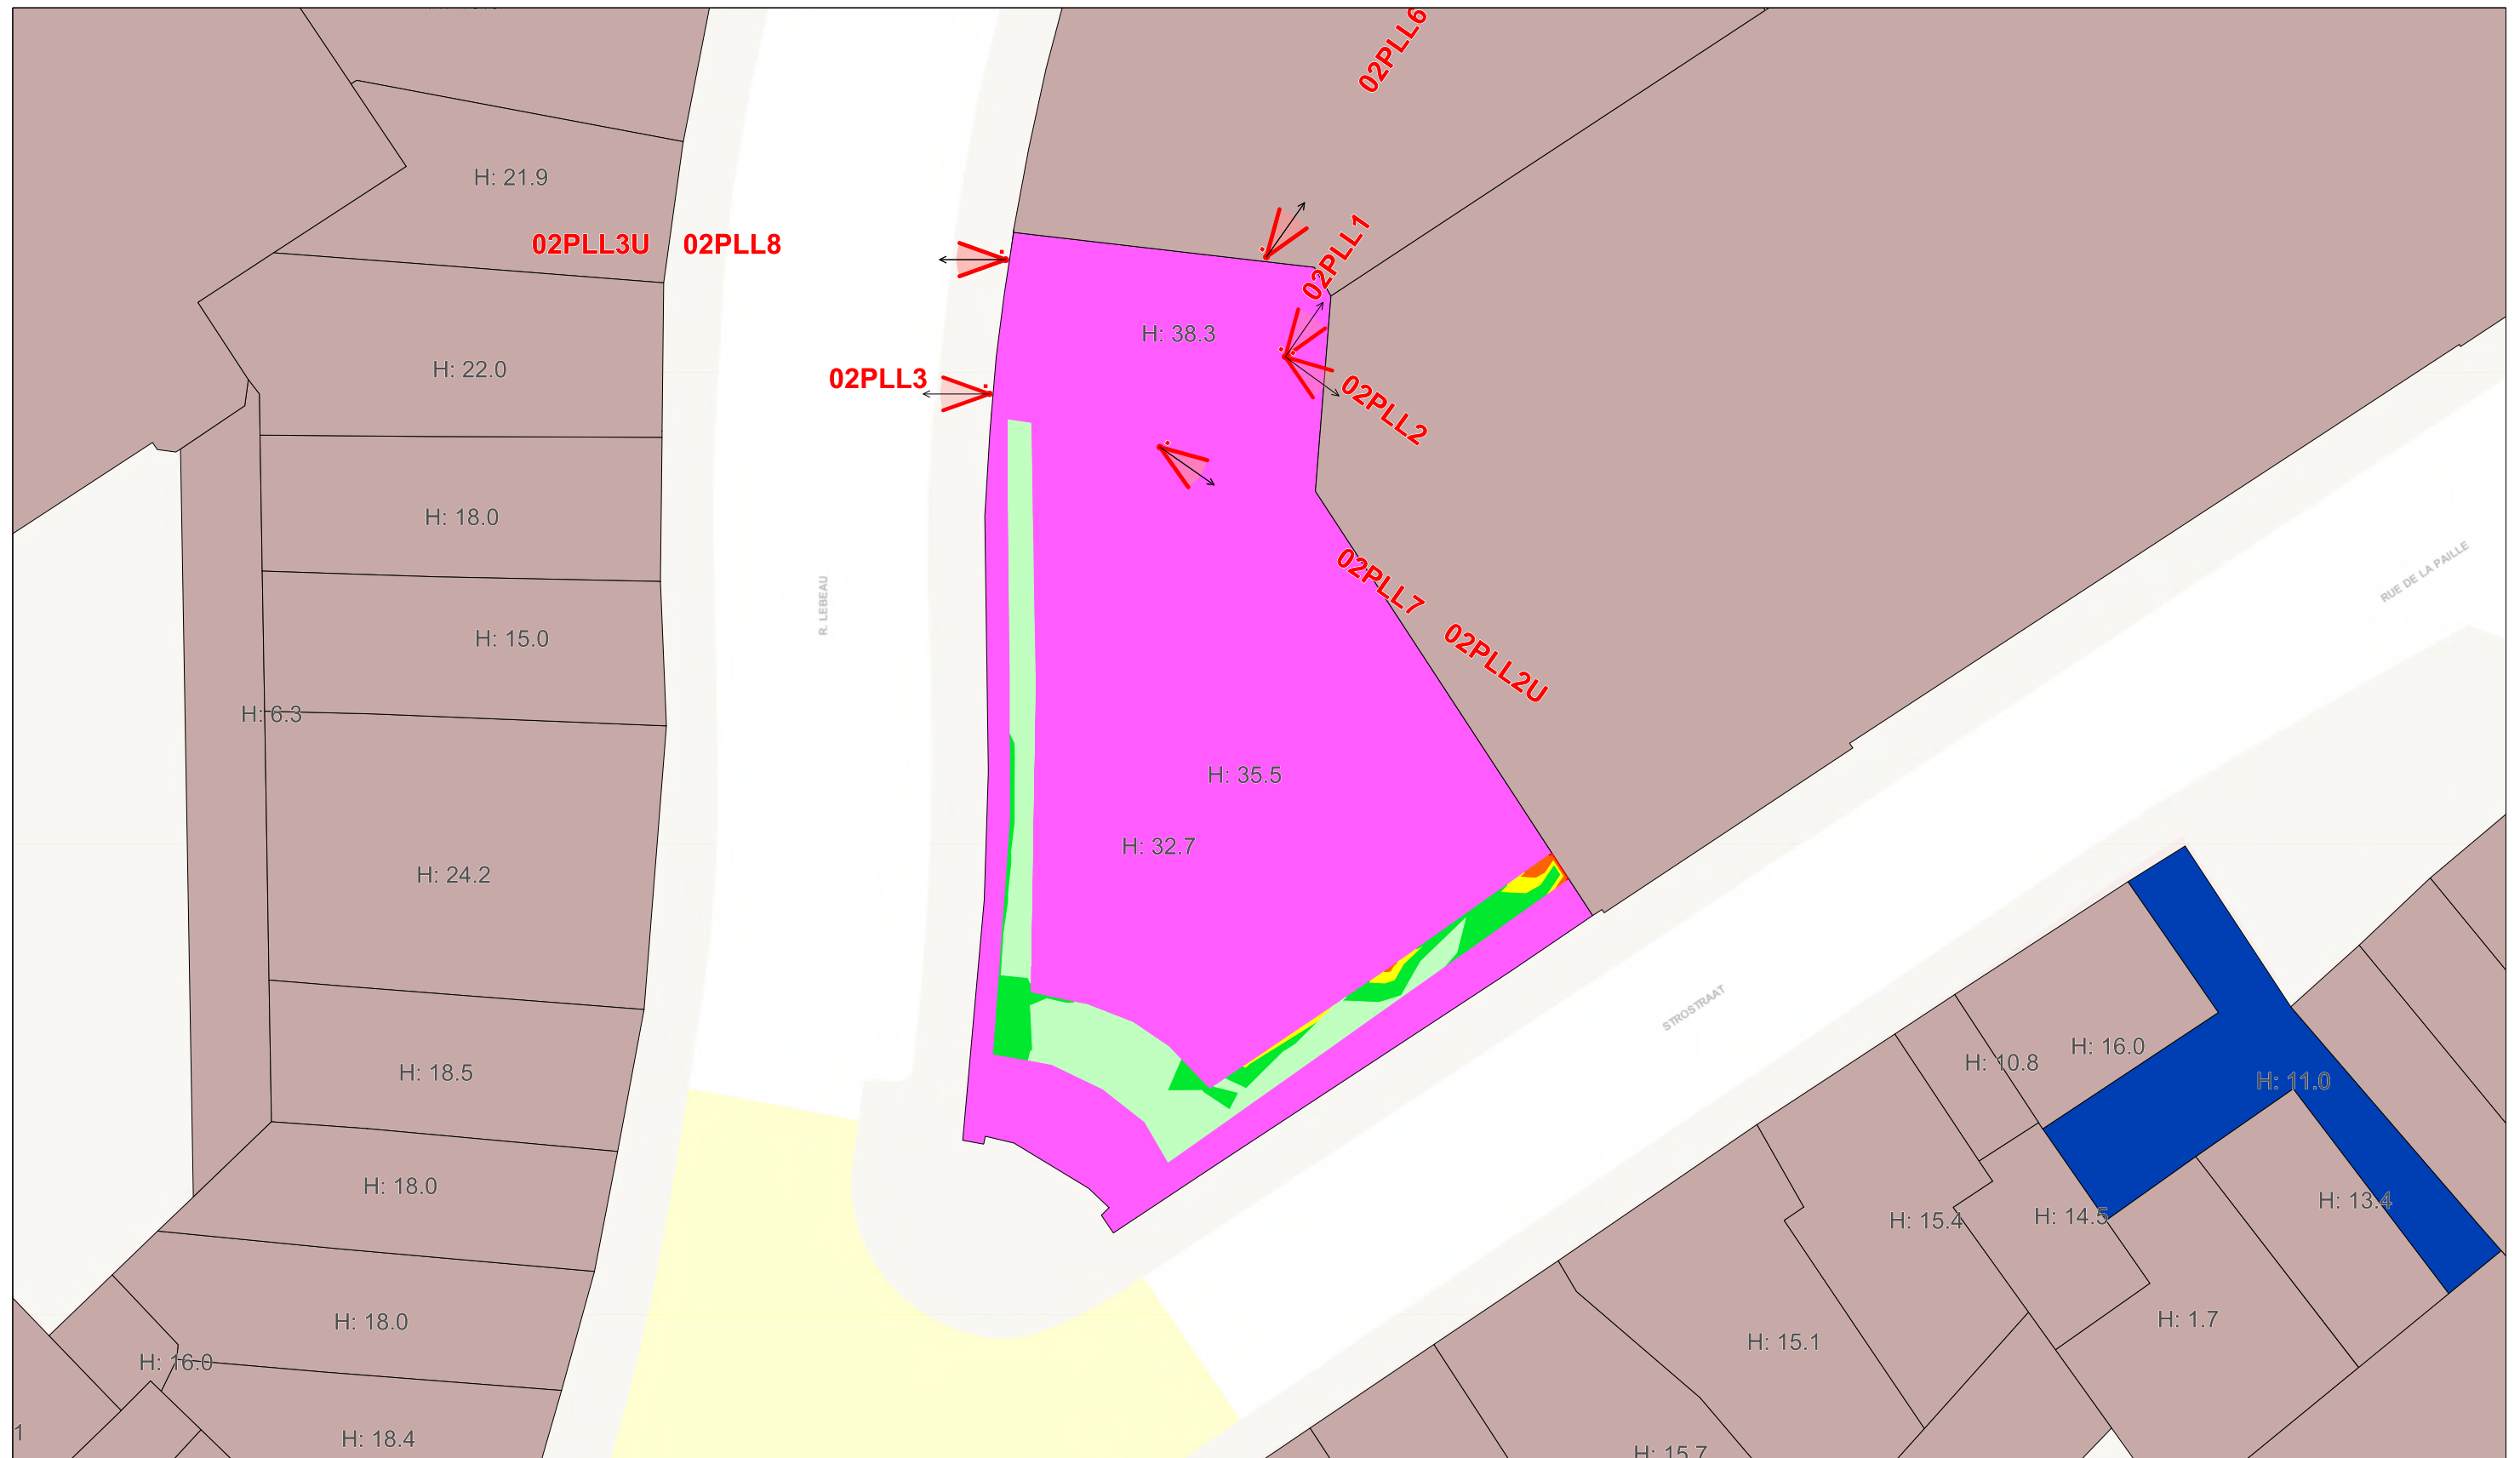 02PLL6
H: 21.9
02PLL3U 02PLL8
02PLL1
H: 38.3
H: 22.0
02PLL3
02PLL2
H: 18.0
02PLL7
R. LEBEAU
RUE DE LA PAILLE
H: 15.0
02PLL2U
H: 6.3
H: 35.5
H: 32.7
H: 24.2
STROSTRAAT
H: 16.0
H: 10.8
H: 18.5
H: 11.0
H: 18.0
H: 13.4
H: 14.5
H: 15.4
H: 18.0
H: 1.7
H: 15.1
H: 16.0
1
H: 18.4
H: 15.7